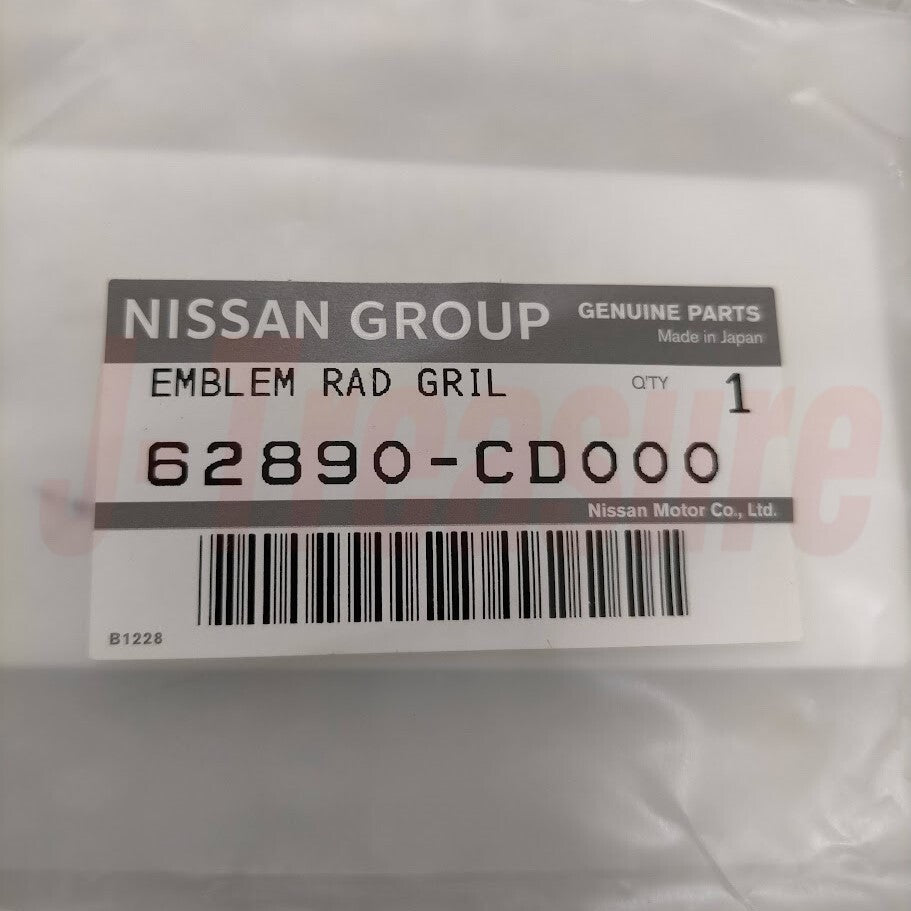 NISSAN GROUP GENUINE PARTS
Made in Japan
EMBLEM RAD GRIL Q'TY 1
62890-CD000
Nissan Motor Co., Ltd.
B1228
J-Treasure